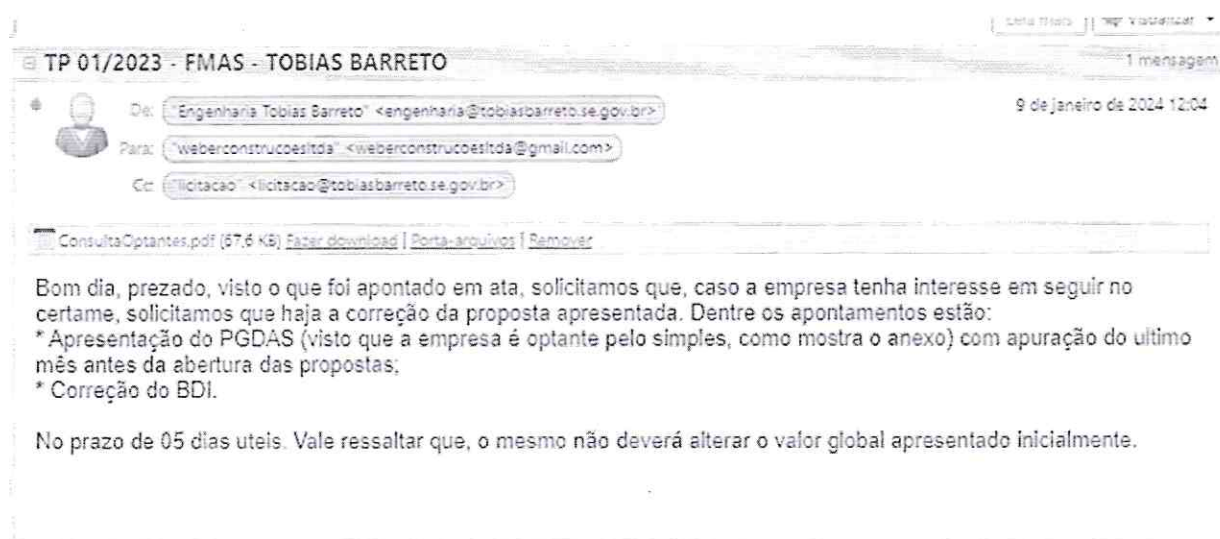 Leia mais Visualizar
TP 01/2023 - FMAS - TOBIAS BARRETO 1 mensagem
De: "Engenharia Tobias Barreto" <engenharia@tobiasbarreto.se.gov.br> 9 de janeiro de 2024 12:04
Para: "weberconstrucoesltda" <weberconstrucoesltda@gmail.com>
Cc: "licitacao" <licitacao@tobiasbarreto.se.gov.br>
ConsultaOptantes.pdf (67,6 KB) Fazer download | Porta-arquivos | Remover
Bom dia, prezado, visto o que foi apontado em ata, solicitamos que, caso a empresa tenha interesse em seguir no
certame, solicitamos que haja a correção da proposta apresentada. Dentre os apontamentos estão:
* Apresentação do PGDAS (visto que a empresa é optante pelo simples, como mostra o anexo) com apuração do ultimo
mês antes da abertura das propostas;
* Correção do BDI.
No prazo de 05 dias uteis. Vale ressaltar que, o mesmo não deverá alterar o valor global apresentado inicialmente.